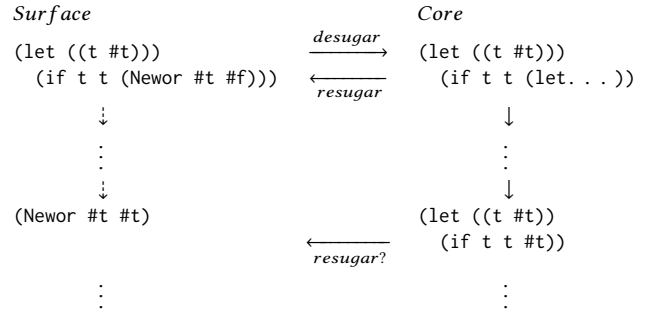 Surface Core
(let ((t #t))) desugar (let ((t #t)))
(if t t (Newor #t #f))) resugar (if t t (let. . . ))
(Newor #t #t) (let ((t #t))
resugar? (if t t #t))